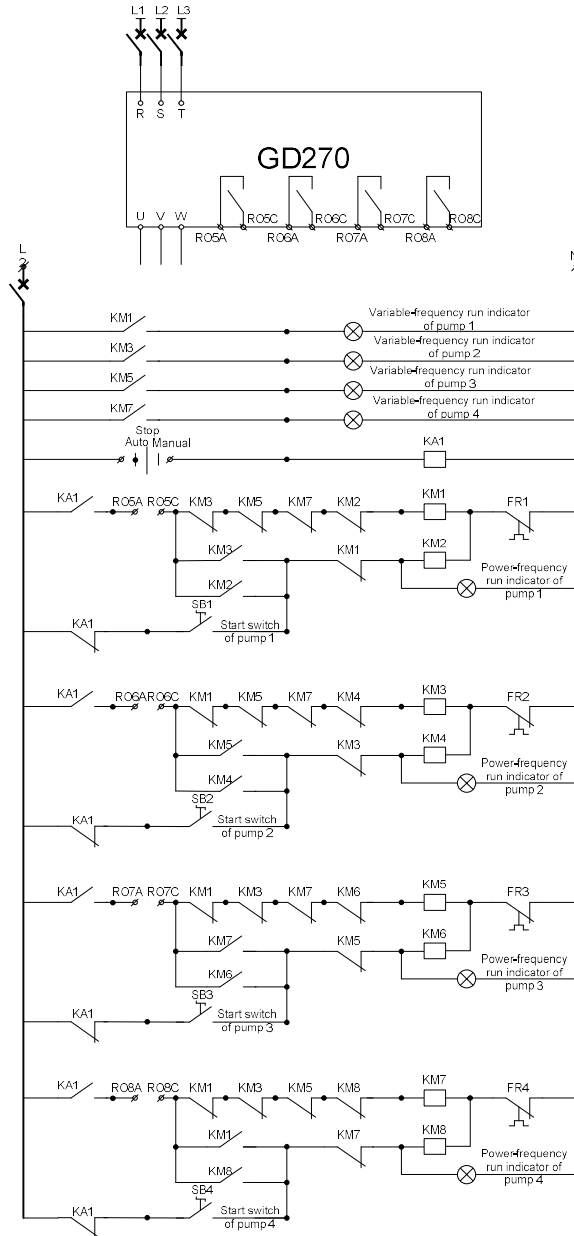 L1 L2 L3
R S T
GD270
U V W
RO5C RO6C RO7C RO8C
RO5A RO6A RO7A RO8A
L
2
N
KM1
Variable-frequency run indicator
of pump 1
KM3
Variable-frequency run indicator
of pump 2
KM5
Variable-frequency run indicator
of pump 3
KM7
Variable-frequency run indicator
of pump 4
Stop
Auto Manual
KA1
KA1 RO5A RO5C KM3 KM5 KM7 KM2 KM1 FR1
KM3 KM1 KM2
KM2
Power-frequency
run indicator of
pump 1
SB1
KA1
Start switch
of pump 1
KA1 RO6A RO6C KM1 KM5 KM7 KM4 KM3 FR2
KM5 KM3 KM4
KM4
Power-frequency
run indicator of
pump 2
SB2
KA1
Start switch
of pump 2
KA1 RO7A RO7C KM1 KM3 KM7 KM6 KM5 FR3
KM7 KM5 KM6
KM6
Power-frequency
run indicator of
pump 3
SB3
KA1
Start switch
of pump 3
KA1 RO8A RO8C KM1 KM3 KM5 KM8 KM7 FR4
KM1 KM7 KM8
KM8
Power-frequency
run indicator of
pump 4
SB4
KA1
Start switch
of pump 4